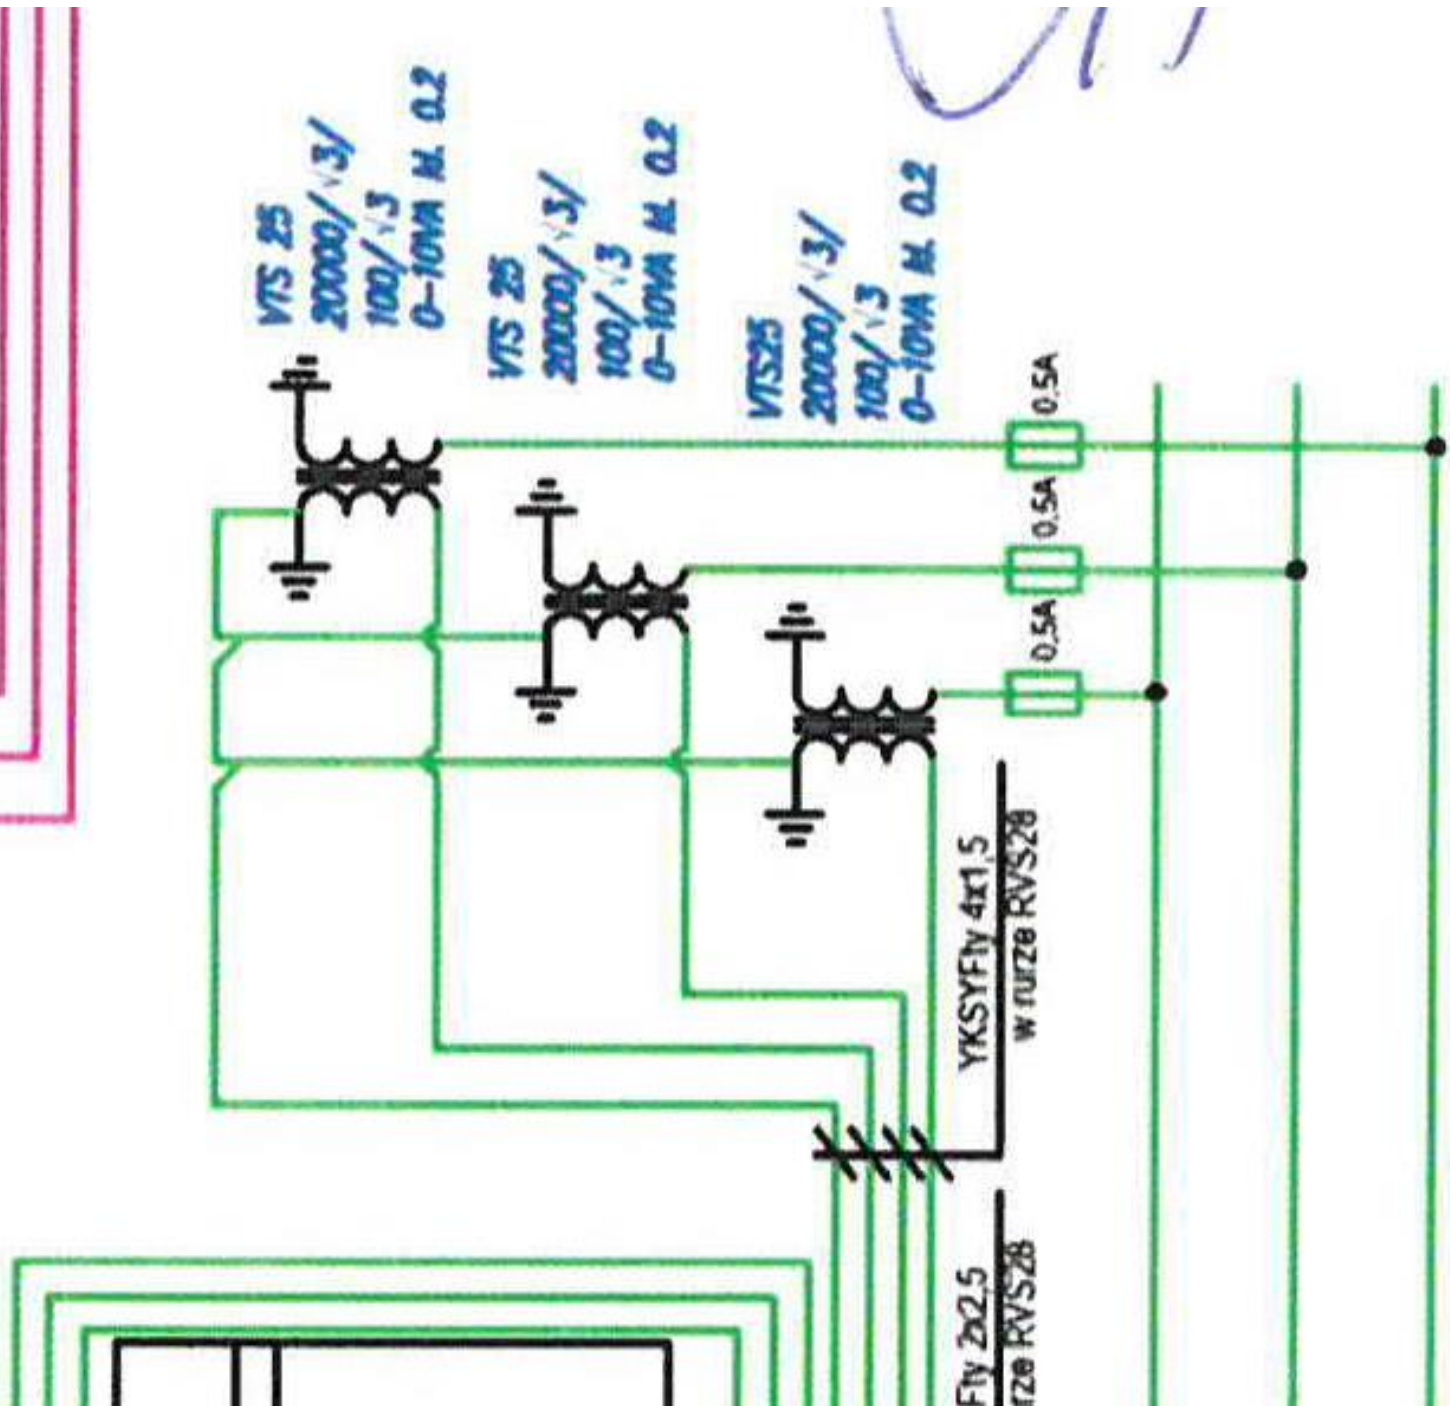 VTS 25
20000/√3/
100/√3
0-10VA kl. 0.2
VTS 25
20000/√3/
100/√3
0-10VA kl. 0.2
VTS25
20000/√3/
100/√3
0-10VA kl. 0.2
0.5A
0.5A
0.5A
YKSYFty 4x1,5
w rurze RVS28
Fty 2x2,5
rze RVS28